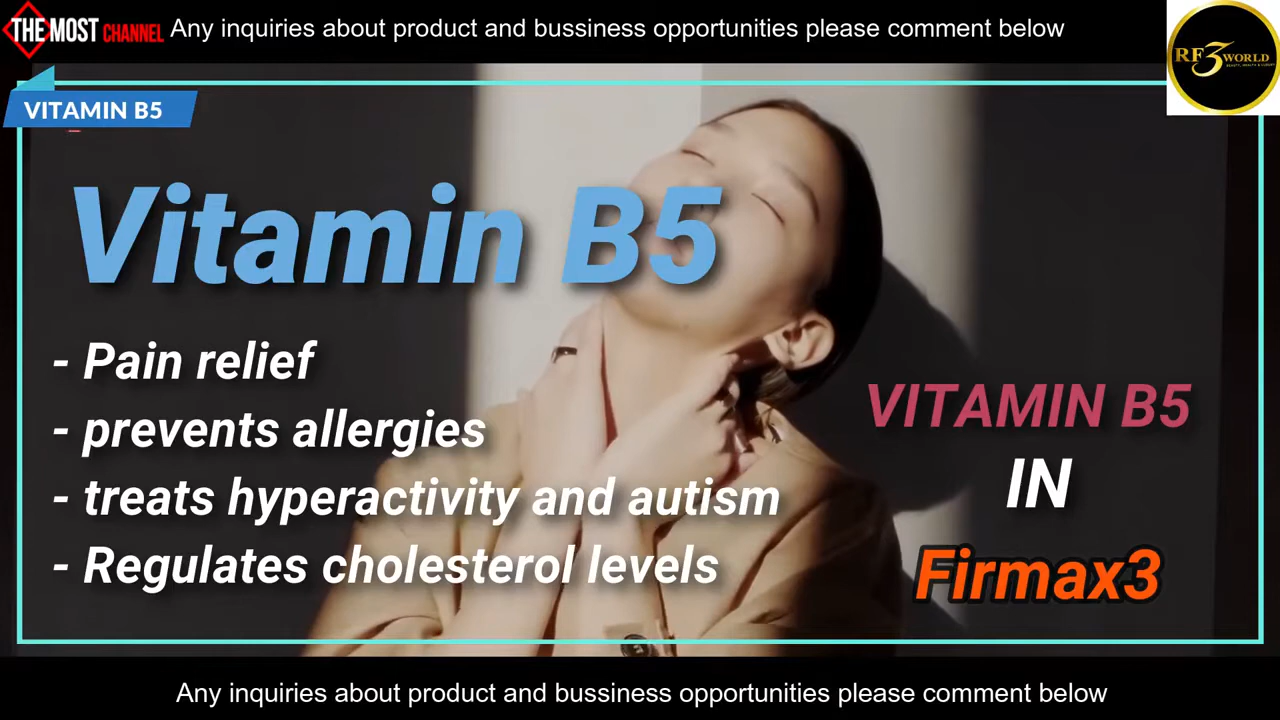 THE MOST CHANNEL
Any inquiries about product and bussiness opportunities please comment below
RF3WORLD
VITAMIN B5
Vitamin B5
- Pain relief
- prevents allergies
- treats hyperactivity and autism
- Regulates cholesterol levels
VITAMIN B5
IN
Firmax3
Any inquiries about product and bussiness opportunities please comment below